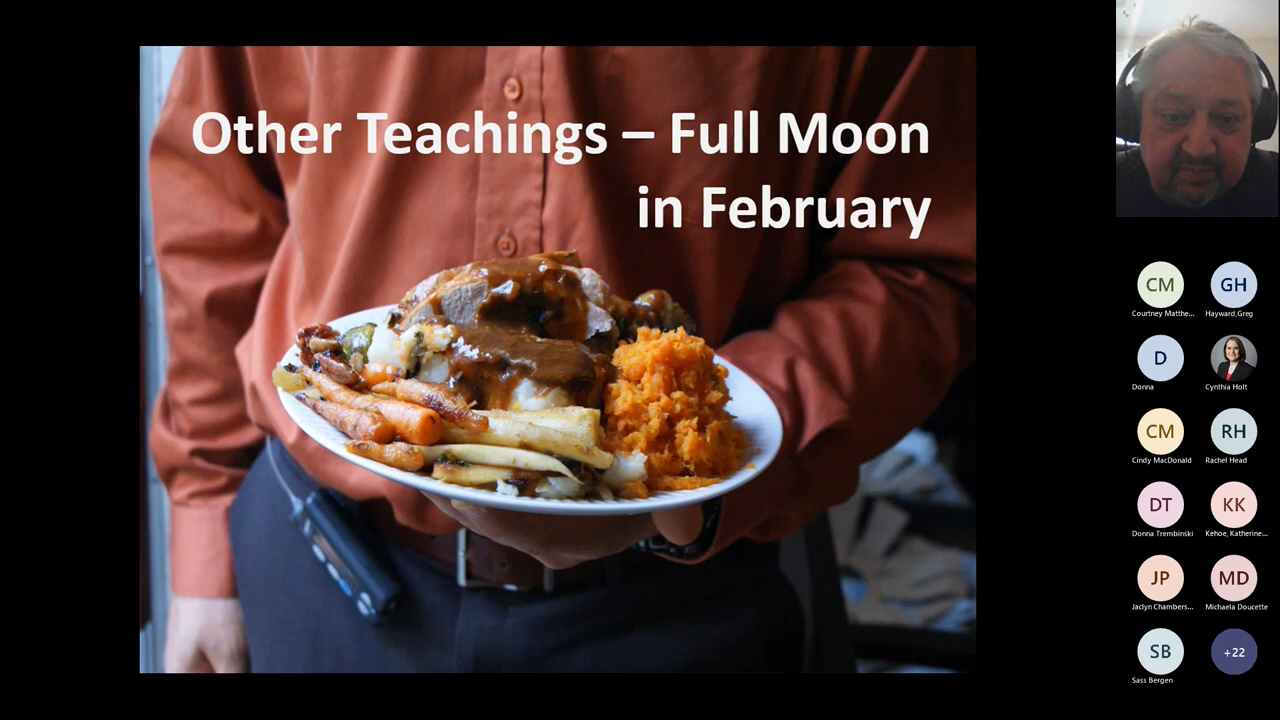 Other Teachings – Full Moon
in February
CM
GH
Courtney Matthe...
Hayward,Greg
D
Donna
Cynthia Holt
CM
RH
Cindy MacDonald
Rachel Head
DT
KK
Donna Trembinski
Kehoe, Katherine...
JP
MD
Jaclyn Chambers...
Michaela Doucette
SB
+22
Sass Bergen